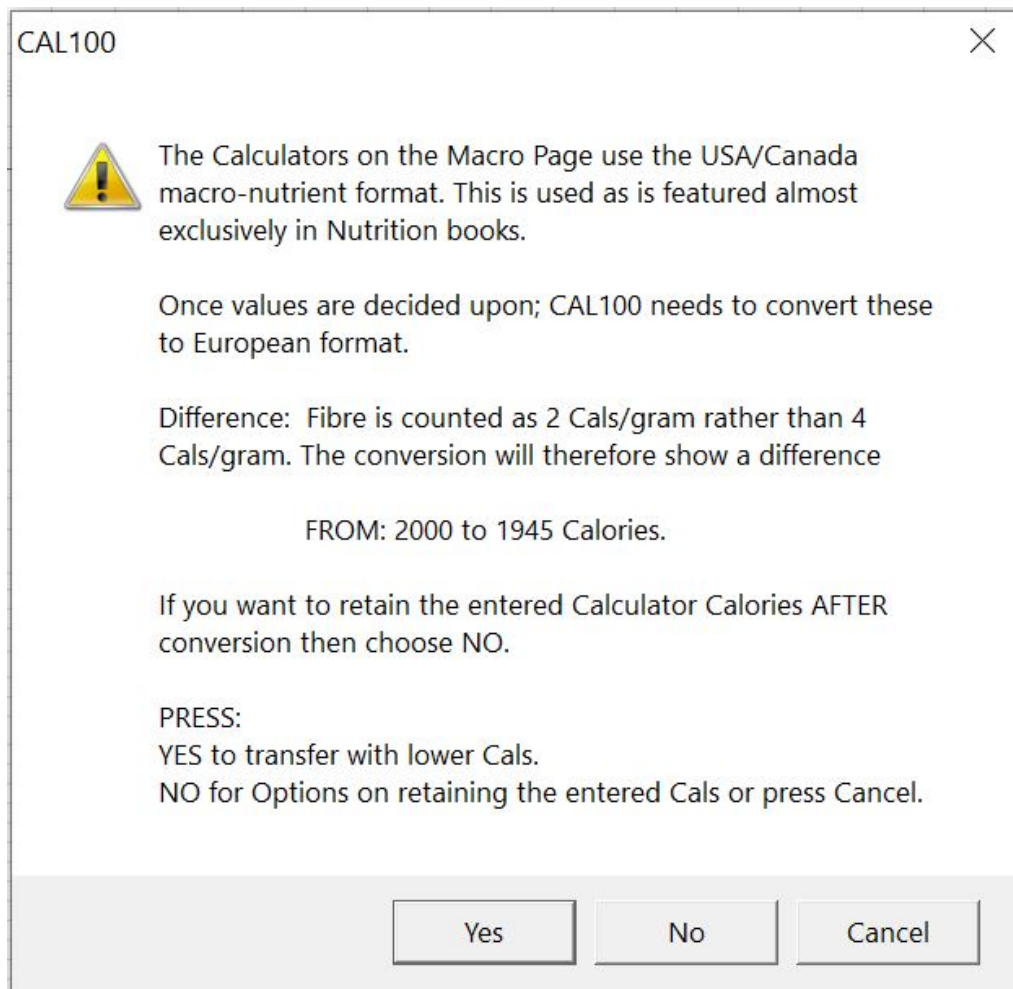 CAL100
The Calculators on the Macro Page use the USA/Canada
macro-nutrient format. This is used as is featured almost
exclusively in Nutrition books.
Once values are decided upon; CAL100 needs to convert these
to European format.
Difference:  Fibre is counted as 2 Cals/gram rather than 4
Cals/gram. The conversion will therefore show a difference
FROM: 2000 to 1945 Calories.
If you want to retain the entered Calculator Calories AFTER
conversion then choose NO.
PRESS:
YES to transfer with lower Cals.
NO for Options on retaining the entered Cals or press Cancel.
Yes No Cancel